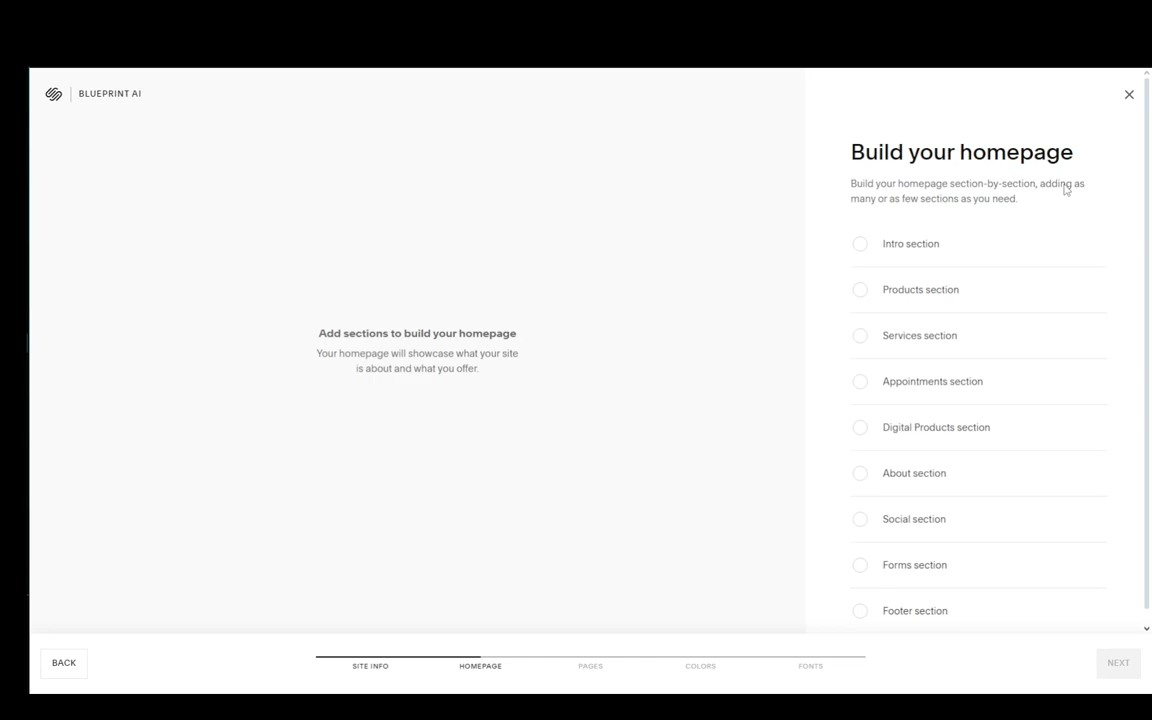 BLUEPRINT AI
Build your homepage
Build your homepage section-by-section, adding as
many or as few sections as you need.
Intro section
Products section
Services section
Appointments section
Digital Products section
About section
Social section
Forms section
Footer section
Add sections to build your homepage
Your homepage will showcase what your site
is about and what you offer.
BACK
SITE INFO
HOMEPAGE
PAGES
COLORS
FONTS
NEXT